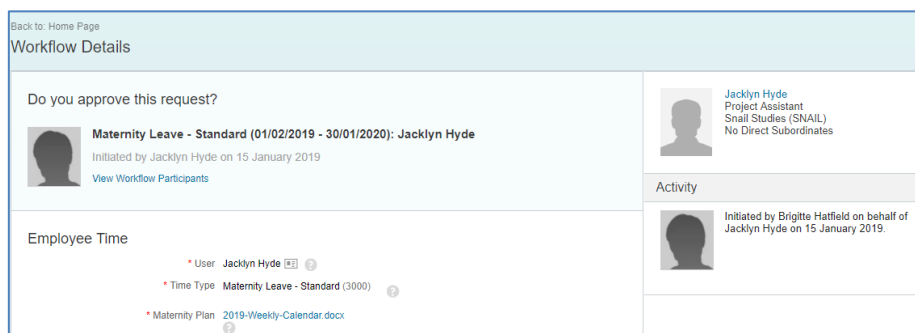 Back to: Home Page
Workflow Details
Do you approve this request?
Maternity Leave - Standard (01/02/2019 - 30/01/2020): Jacklyn Hyde
Initiated by Jacklyn Hyde on 15 January 2019
View Workflow Participants
Employee Time
* User Jacklyn Hyde ?
* Time Type Maternity Leave - Standard (3000) ?
* Maternity Plan 2019-Weekly-Calendar.docx
?
Jacklyn Hyde
Project Assistant
Snail Studies (SNAIL)
No Direct Subordinates
Activity
Initiated by Brigitte Hatfield on behalf of
Jacklyn Hyde on 15 January 2019.